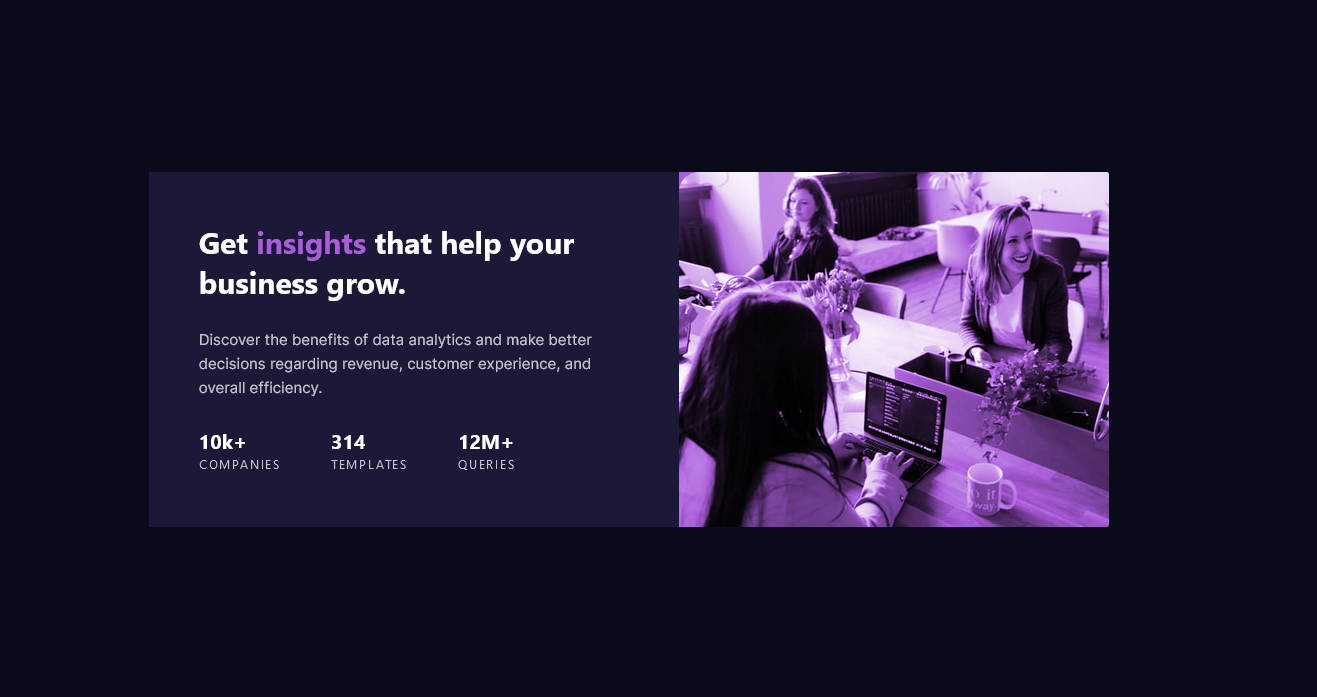 Get insights that help your
business grow.
Discover the benefits of data analytics and make better
decisions regarding revenue, customer experience, and
overall efficiency.
10k+ 314 12M+
COMPANIES TEMPLATES QUERIES